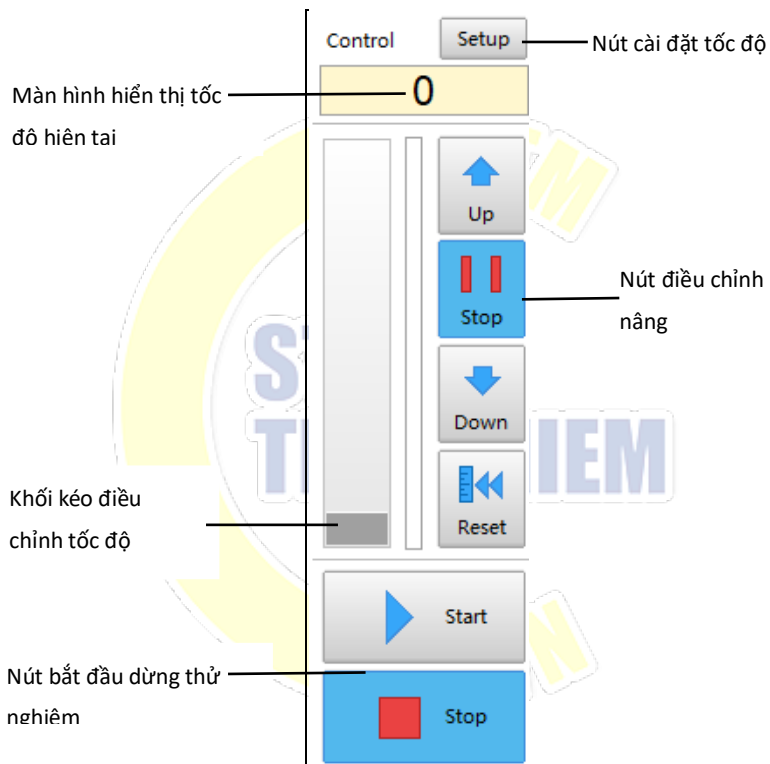 Control
Setup
Nút cài đặt tốc độ
Màn hình hiển thị tốc
đô hiên tai
0
Up
Stop
Nút điều chỉnh
nâng
Down
Khối kéo điều
chỉnh tốc độ
Reset
Start
Nút bắt đầu dừng thử
nghiêm
Stop